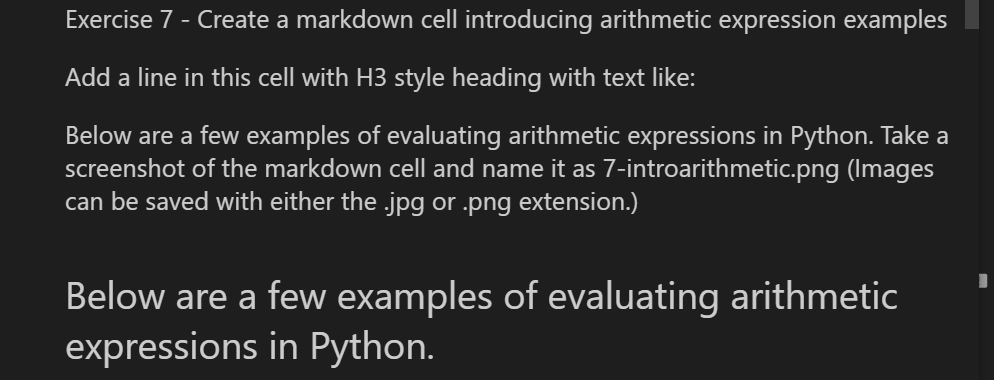 Exercise 7 - Create a markdown cell introducing arithmetic expression examples
Add a line in this cell with H3 style heading with text like:
Below are a few examples of evaluating arithmetic expressions in Python. Take a
screenshot of the markdown cell and name it as 7-introarithmetic.png (Images
can be saved with either the .jpg or .png extension.)
Below are a few examples of evaluating arithmetic
expressions in Python.